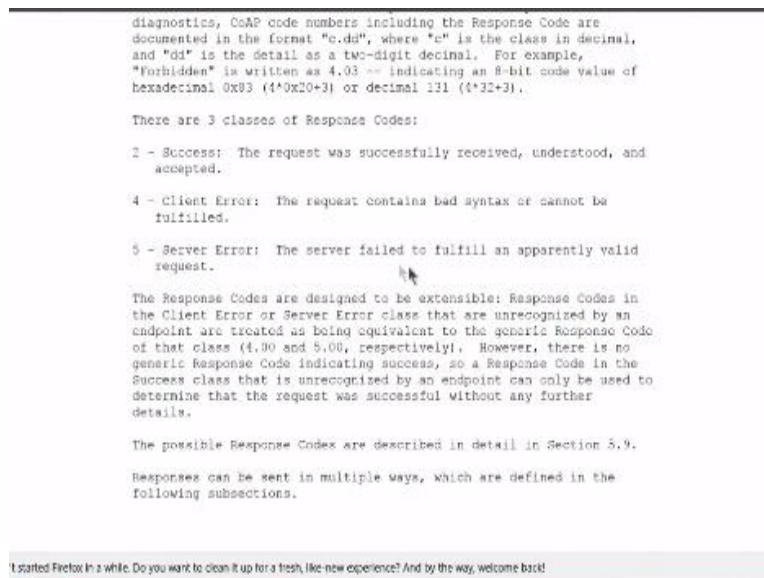 diagnostics, CoAP code numbers including the Response Code are
documented in the format "c.dd", where "c" is the class in decimal,
and "dd" is the detail as a two-digit decimal.  For example,
"Forbidden" is written as 4.03 -- indicating an 8-bit code value of
hexadecimal 0x83 (4*0x20+3) or decimal 131 (4*32+3).
There are 3 classes of Response Codes:
2 - Success:  The request was successfully received, understood, and
accepted.
4 - Client Error:  The request contains bad syntax or cannot be
fulfilled.
5 - Server Error:  The server failed to fulfill an apparently valid
request.
The Response Codes are designed to be extensible: Response Codes in
the Client Error or Server Error class that are unrecognized by an
endpoint are treated as being equivalent to the generic Response Code
of that class (4.00 and 5.00, respectively).  However, there is no
generic Response Code indicating success, so a Response Code in the
Success class that is unrecognized by an endpoint can only be used to
determine that the request was successful without any further
details.
The possible Response Codes are described in detail in Section 5.9.
Responses can be sent in multiple ways, which are defined in the
following subsections.
't started Firefox in a while. Do you want to clean it up for a fresh, like-new experience? And by the way, welcome back!